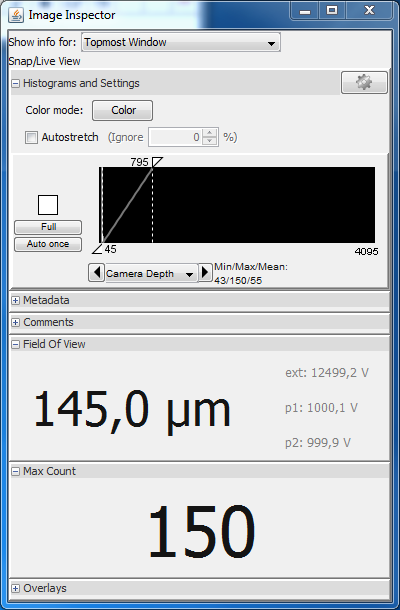 Image Inspector
Show info for: Topmost Window
Snap/Live View
Histograms and Settings
Color mode: Color
Autostretch (Ignore 0 %)
795
Full
Auto once
45
4095
Camera Depth
Min/Max/Mean:
43/150/55
Metadata
Comments
Field Of View
ext: 12499,2 V
145,0 µm
p1: 1000,1 V
p2: 999,9 V
Max Count
150
Overlays